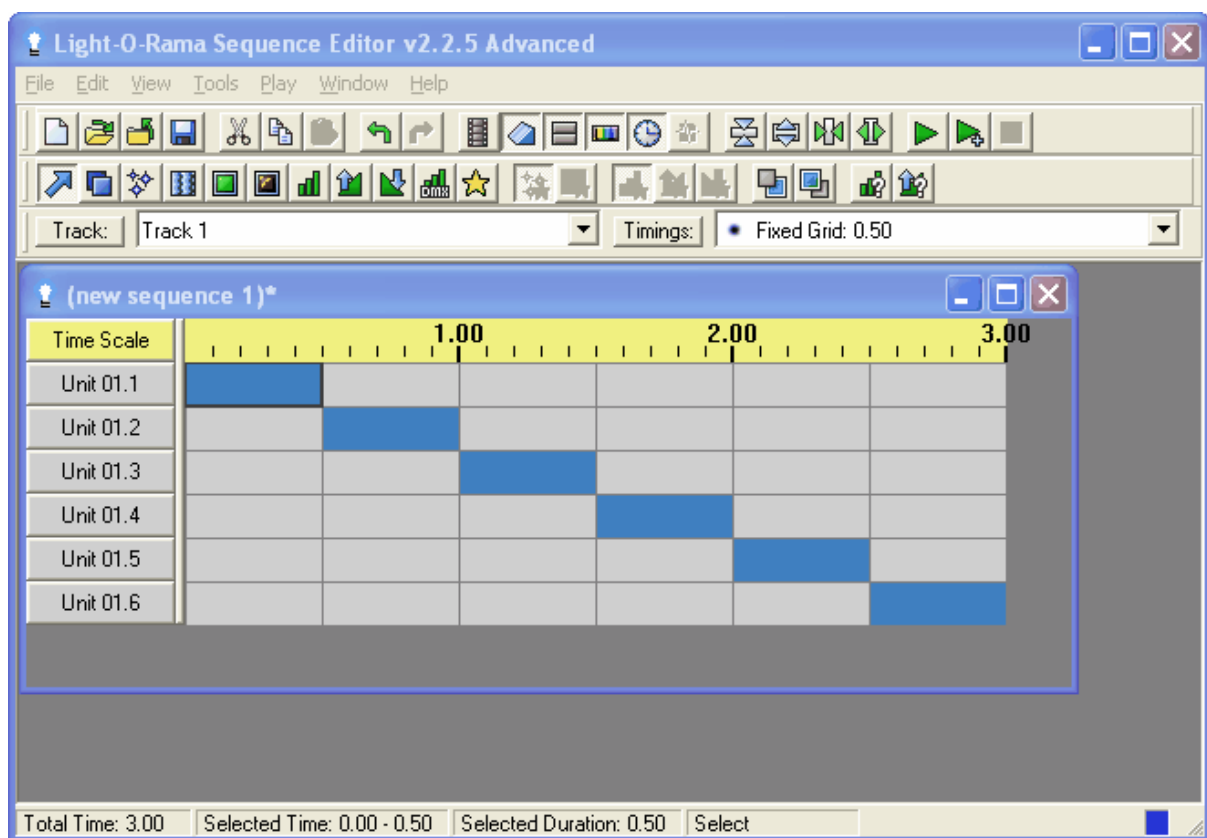 Light-O-Rama Sequence Editor v2.2.5 Advanced
File Edit View Tools Play Window Help
DMX
Track: Track 1 Timings: Fixed Grid: 0.50
(new sequence 1)*
Time Scale 1.00 2.00 3.00
Unit 01.1
Unit 01.2
Unit 01.3
Unit 01.4
Unit 01.5
Unit 01.6
Total Time: 3.00 Selected Time: 0.00 - 0.50 Selected Duration: 0.50 Select